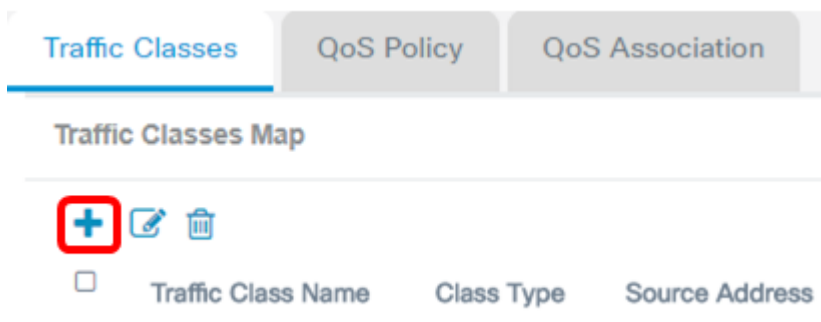 Traffic Classes QoS Policy QoS Association
Traffic Classes Map
Traffic Class Name Class Type Source Address